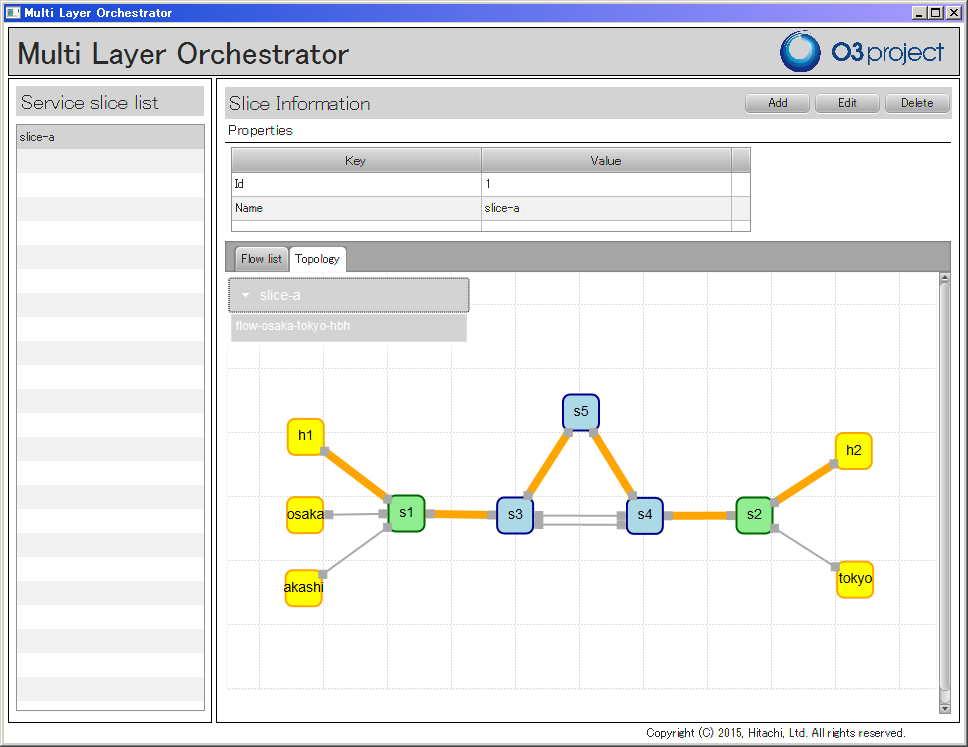 Multi Layer Orchestrator
Multi Layer Orchestrator
O3project
Service slice list
slice-a
Slice Information
Add
Edit
Delete
Properties
Key Value
Id 1
Name slice-a
Flow list
Topology
slice-a
flow-osaka-tokyo-hbh
s5
h1
h2
osaka
s1
s3
s4
s2
akashi
tokyo
Copyright (C) 2015, Hitachi, Ltd. All rights reserved.